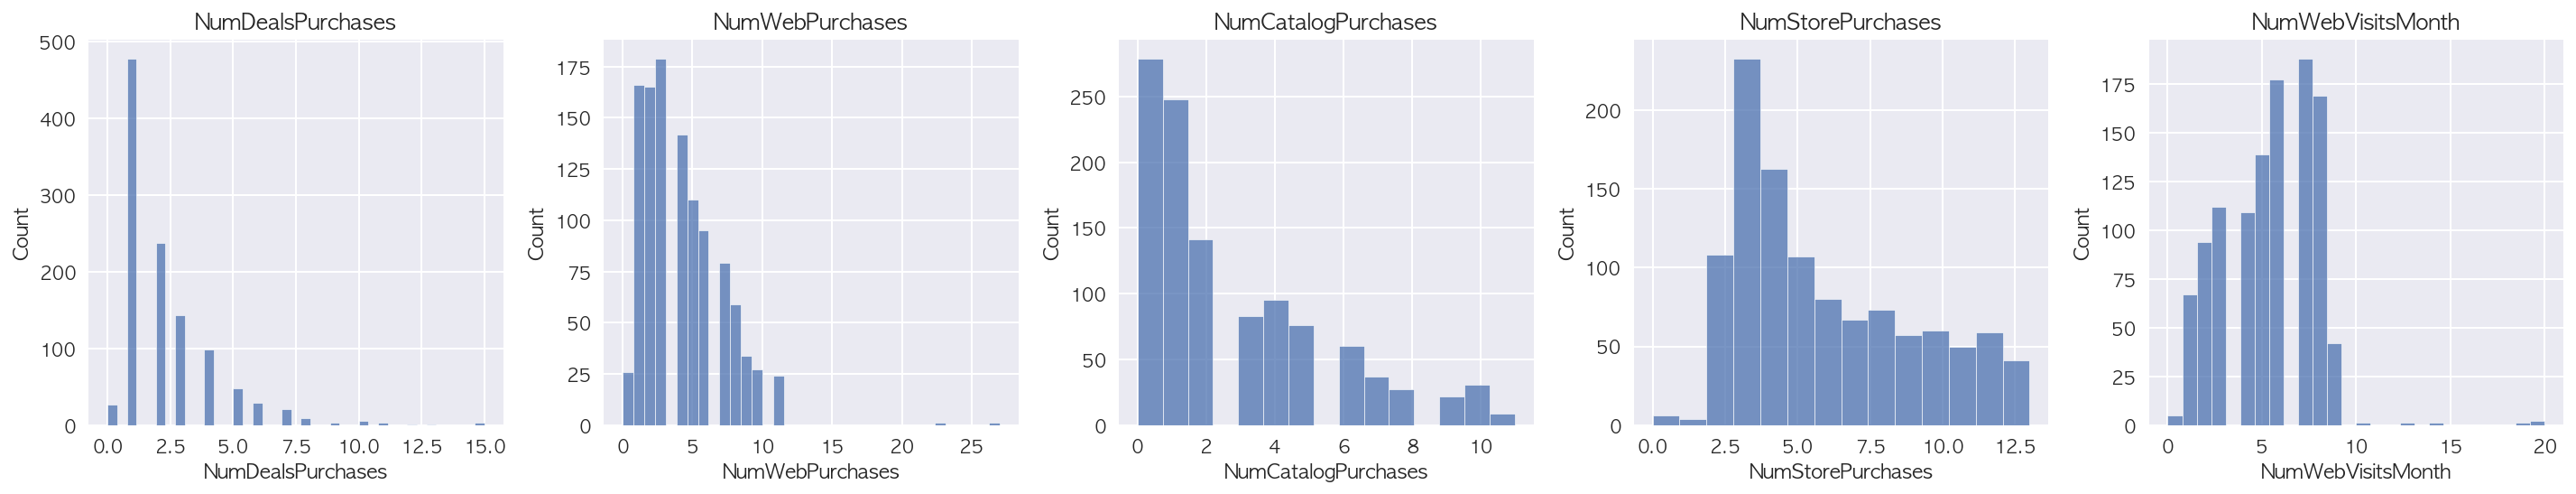 NumDealsPurchases
500
400
300
200
100
0
Count
0.0 2.5 5.0 7.5 10.0 12.5 15.0
NumDealsPurchases
NumWebPurchases
175
150
125
100
75
50
25
0
Count
0 5 10 15 20 25
NumWebPurchases
NumCatalogPurchases
250
200
150
100
50
0
Count
0 2 4 6 8 10
NumCatalogPurchases
NumStorePurchases
200
150
100
50
0
Count
0.0 2.5 5.0 7.5 10.0 12.5
NumStorePurchases
NumWebVisitsMonth
175
150
125
100
75
50
25
0
Count
0 5 10 15 20
NumWebVisitsMonth